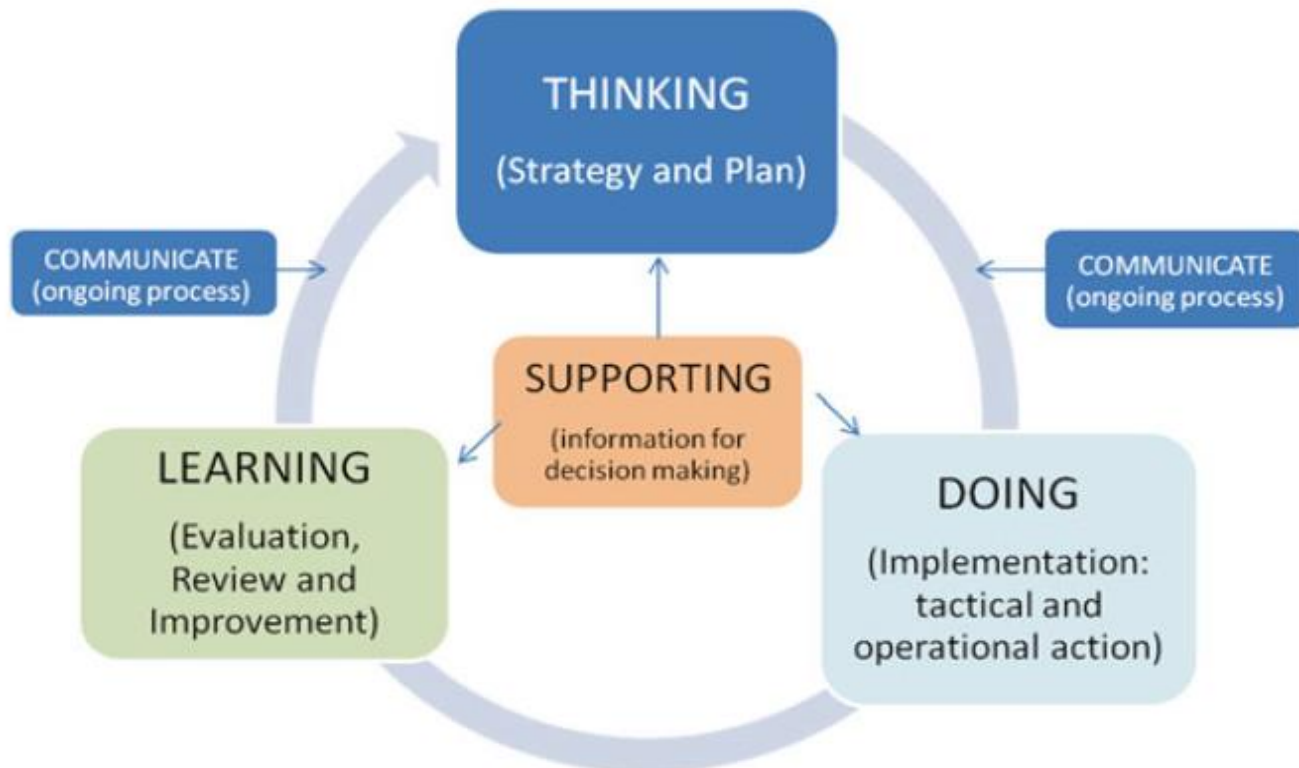 THINKING
(Strategy and Plan)
COMMUNICATE
(ongoing process)
COMMUNICATE
(ongoing process)
SUPPORTING
(information for
decision making)
LEARNING
(Evaluation,
Review and
Improvement)
DOING
(Implementation:
tactical and
operational action)